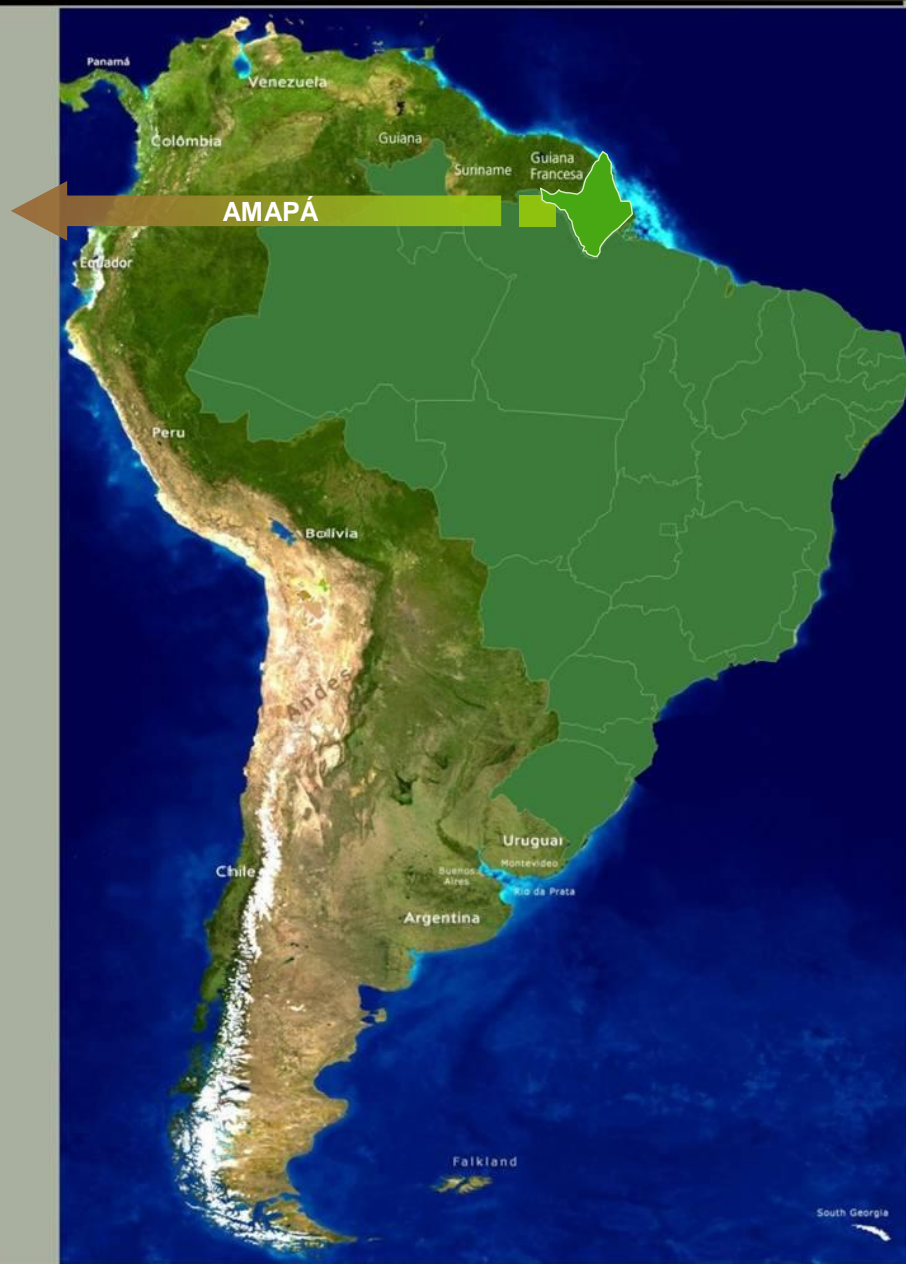 Panamá
Venezuela
Colômbia
Guiana
Suriname
Guiana
Francesa
AMAPÁ
Equador
Peru
Bolívia
Andes
Uruguai
Montevideo
Buenos
Aires
Rio da Prata
Chile
Argentina
Falkland
South Georgia